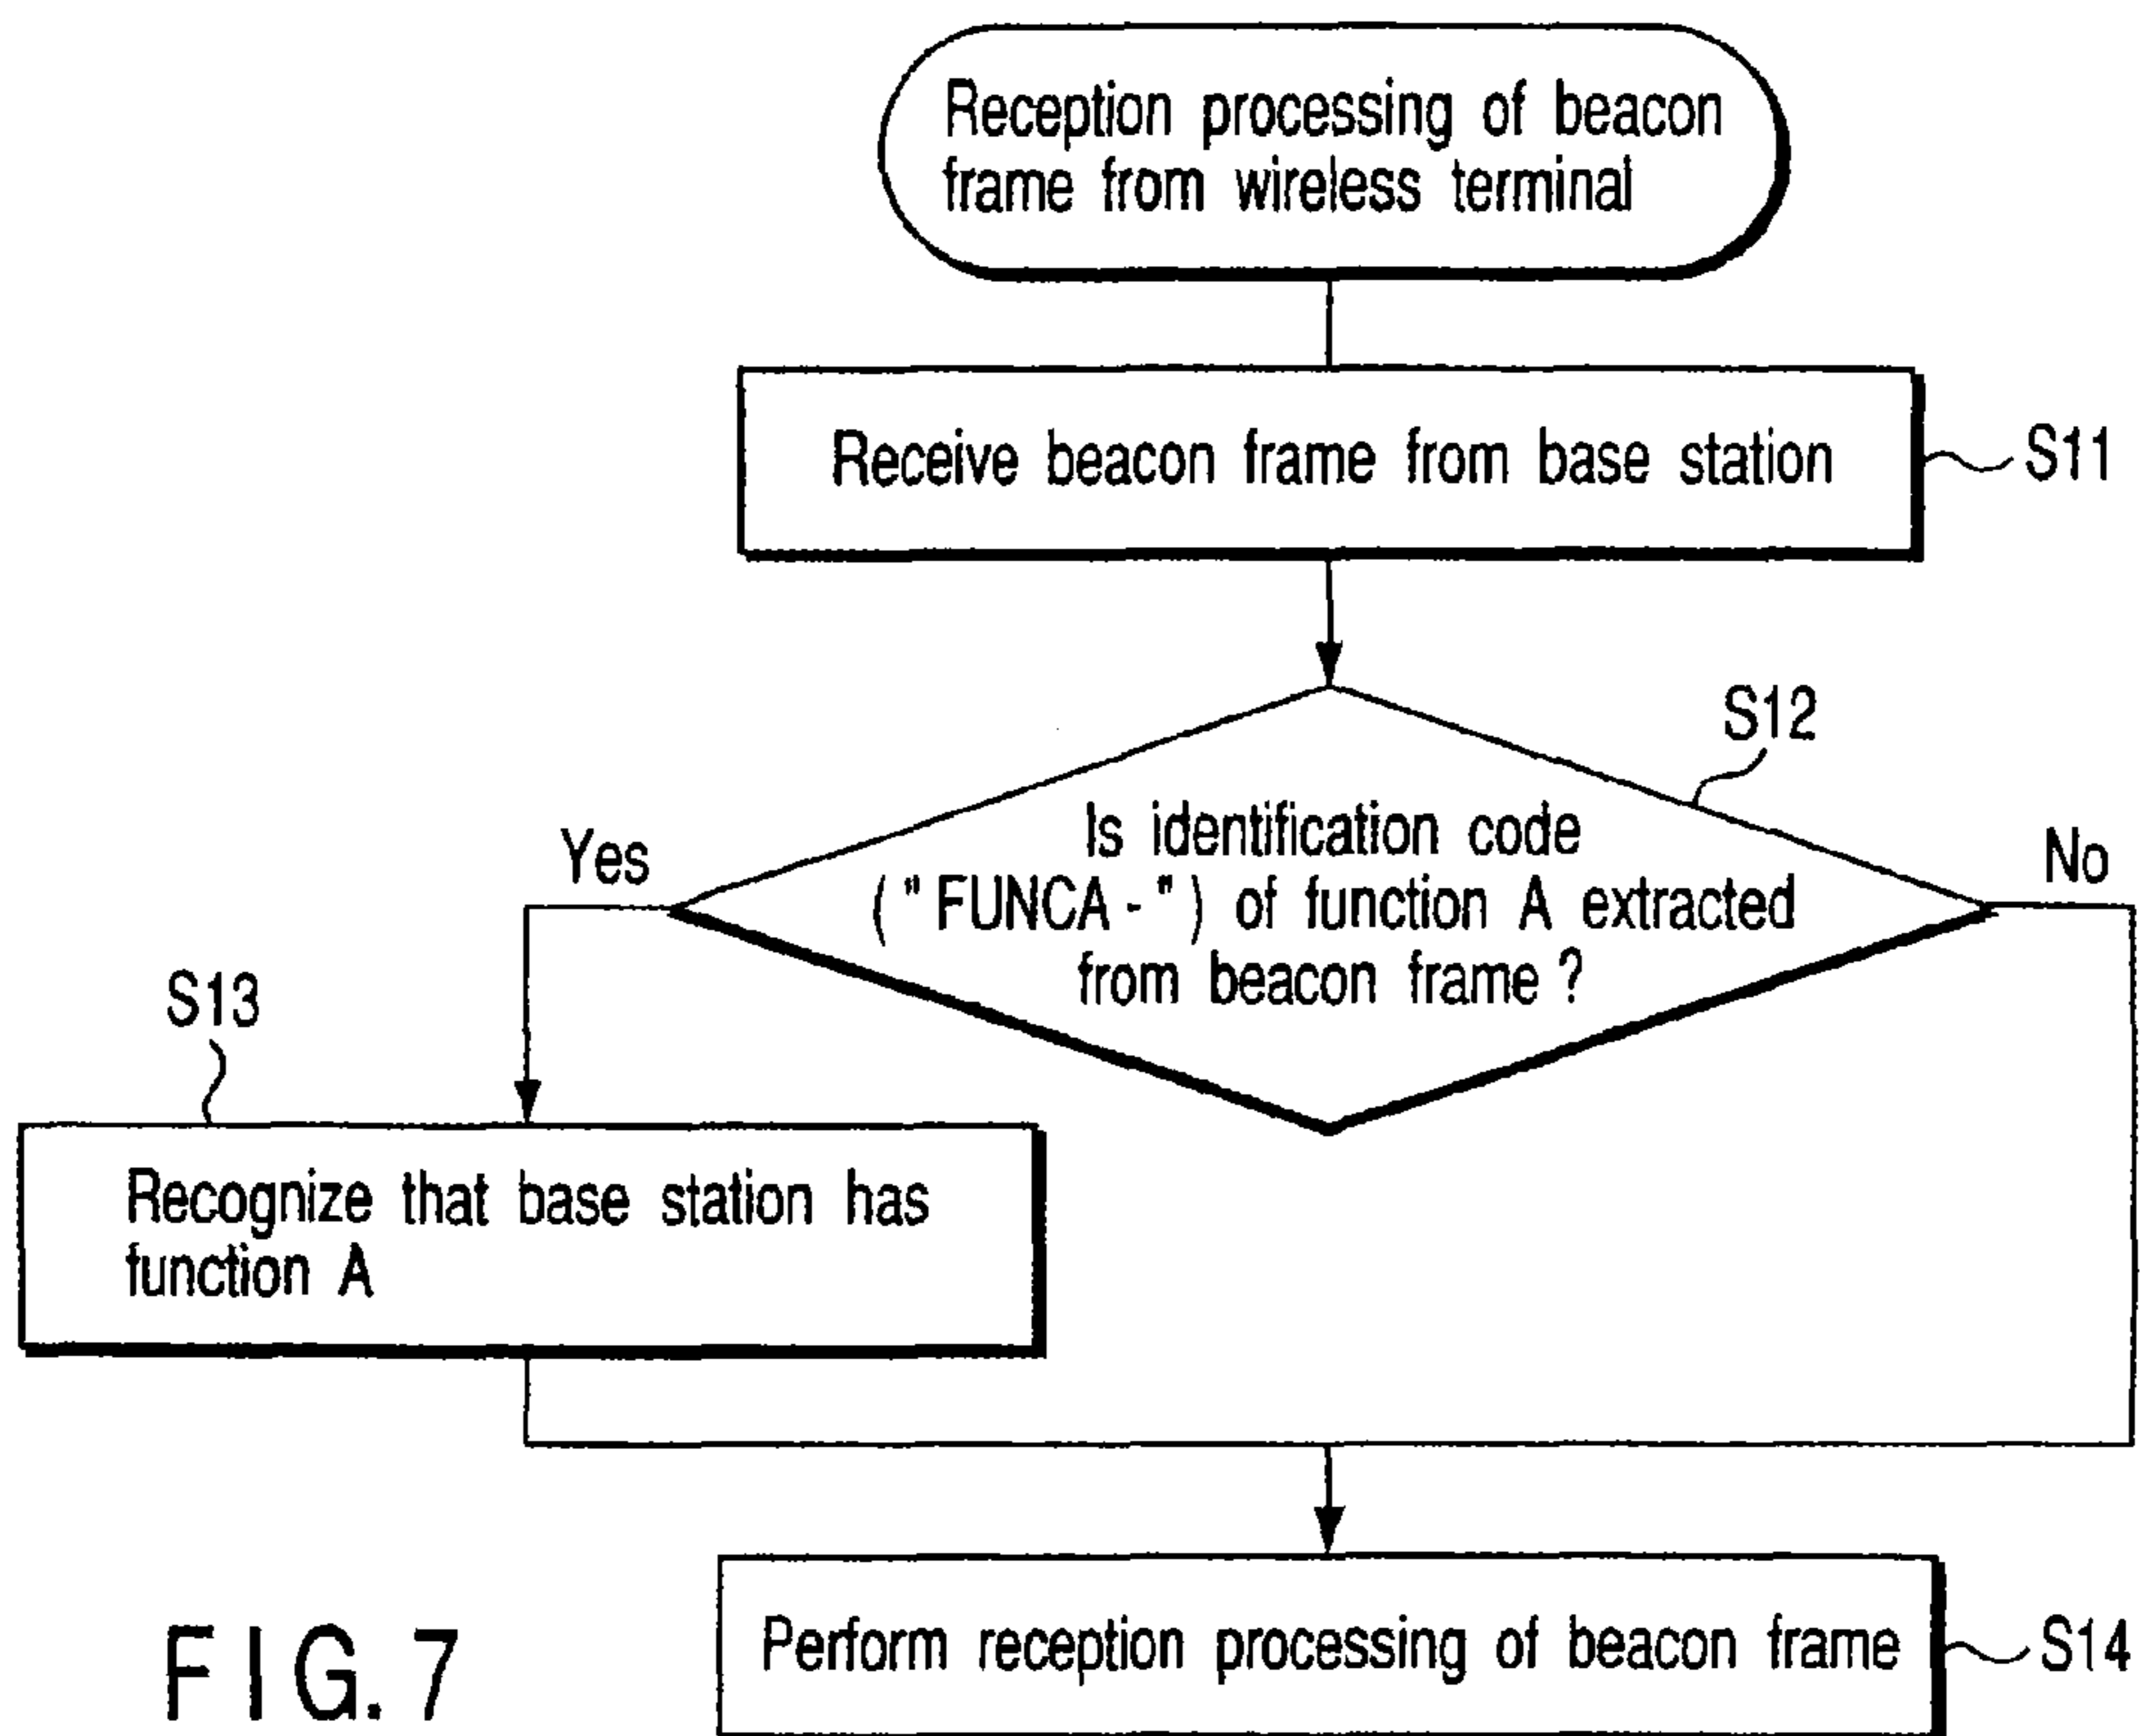 Reception processing of beacon
frame from wireless terminal
Receive beacon frame from base station
S11
S12
Is identification code
("FUNCA-") of function A extracted
from beacon frame?
Yes
No
S13
Recognize that base station has
function A
Perform reception processing of beacon frame
S14
FIG. 7